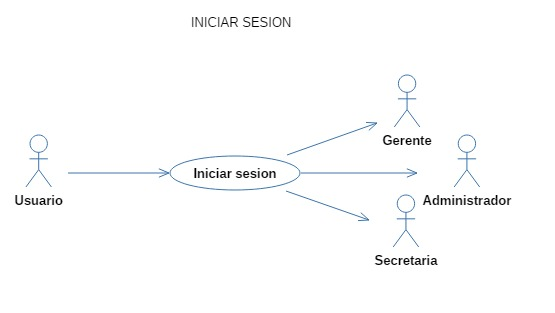 INICIAR SESION
Gerente
Iniciar sesion
Usuario
Administrador
Secretaria